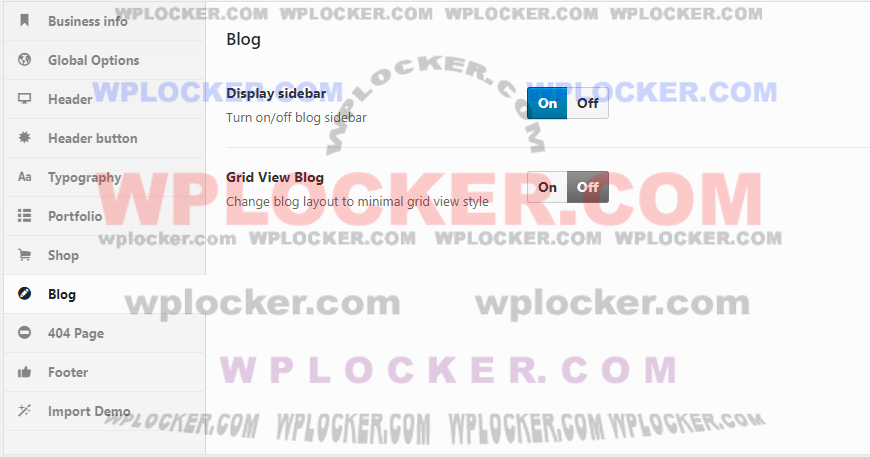 Business info
WPLOCKER.COM WPLOCKER.COM WPLOCKER.COM WPLOCKER.COM
Blog
Global Options
WPLOCKER.COM
Header
WPLOCKER.COM
Display sidebar
On Off
WPLOCKER.COM
Turn on/off blog sidebar
Header button
Aa Typography
Grid View Blog
On Off
Change blog layout to minimal grid view style
WPLOCKER.COM
Portfolio
wplocker.com WPLOCKER.COM WPLOCKER.COM WPLOCKER.COM
Shop
Blog
wplocker.com wplocker.com
404 Page
Footer
WPLOCKER.COM
Import Demo
WPLOCKER.COM WPLOCKER.COM WPLOCKER.COM WPLOCKER.COM